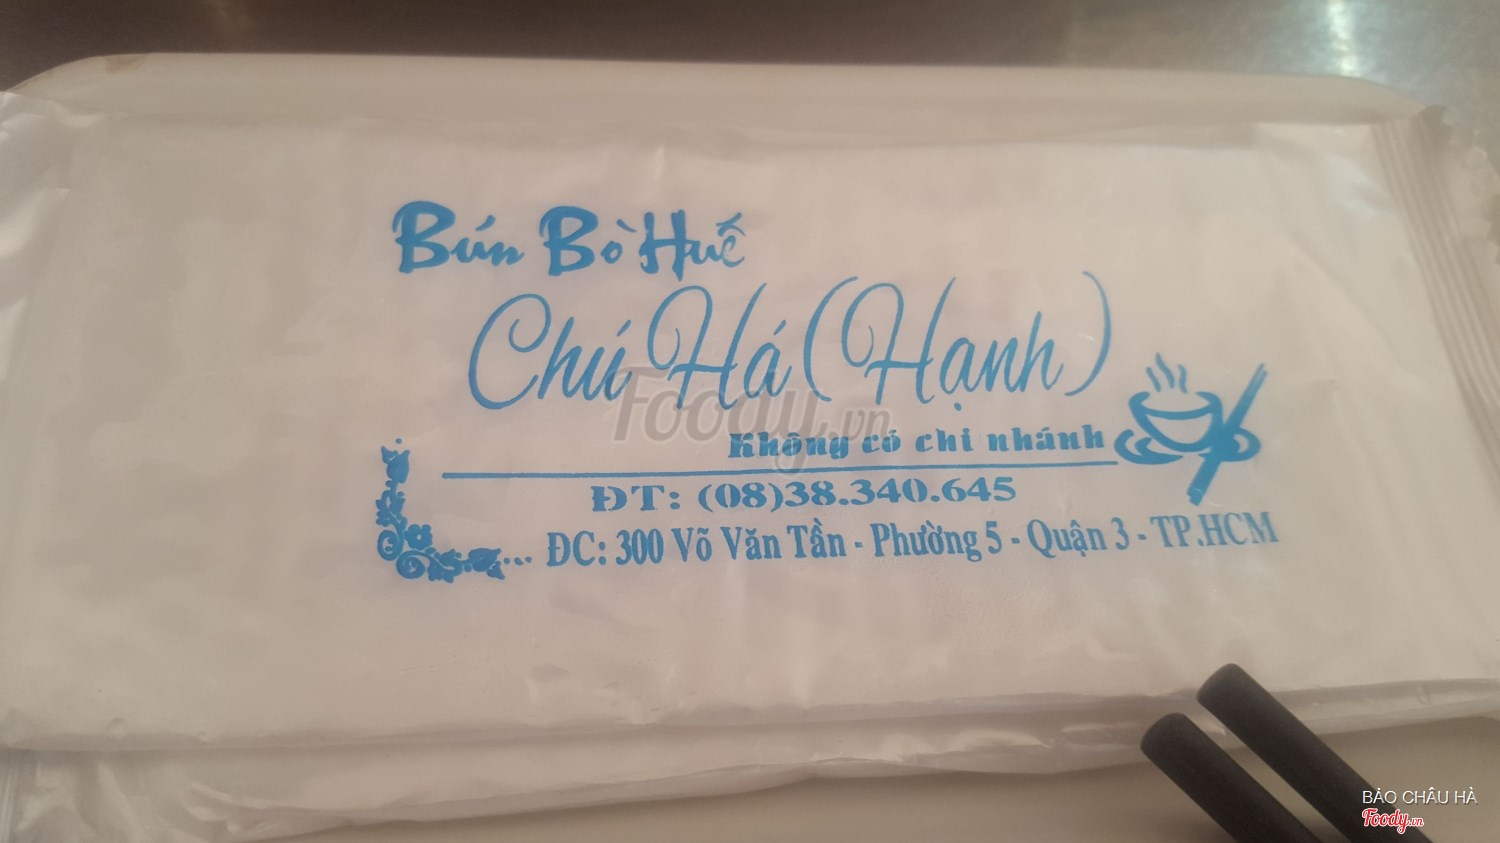 Bún Bò Huế
Chú Há (Hạnh)
Không có chi nhánh
ĐT: (08)38.340.645
... ĐC: 300 Võ Văn Tần - Phường 5 - Quận 3 - TP.HCM
Foody.vn
BẢO CHÂU HÀ
Foody.vn